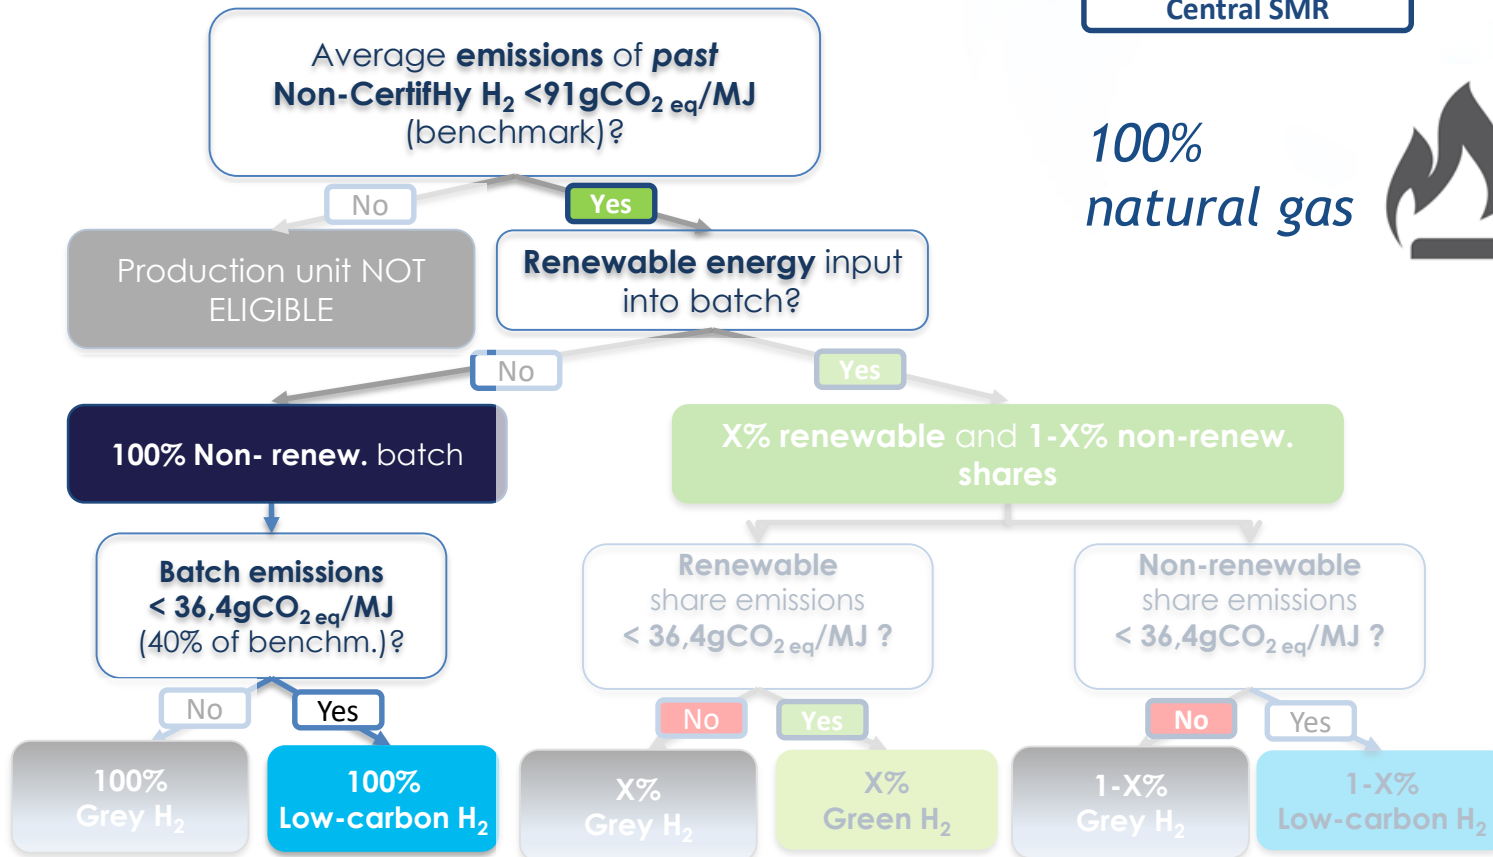 Central SMR
Average emissions of past
Non-CertifHy H₂ <91gCO₂ eq/MJ
(benchmark)?
100%
natural gas
No
Yes
Production unit NOT
ELIGIBLE
Renewable energy input
into batch?
No
Yes
100% Non- renew. batch
X% renewable and 1-X% non-renew.
shares
Batch emissions
< 36,4gCO₂ eq/MJ
(40% of benchm.)?
Renewable
share emissions
< 36,4gCO₂ eq/MJ ?
Non-renewable
share emissions
< 36,4gCO₂ eq/MJ ?
No
Yes
No
Yes
No
Yes
100%
Grey H₂
100%
Low-carbon H₂
X%
Grey H₂
X%
Green H₂
1-X%
Grey H₂
1-X%
Low-carbon H₂